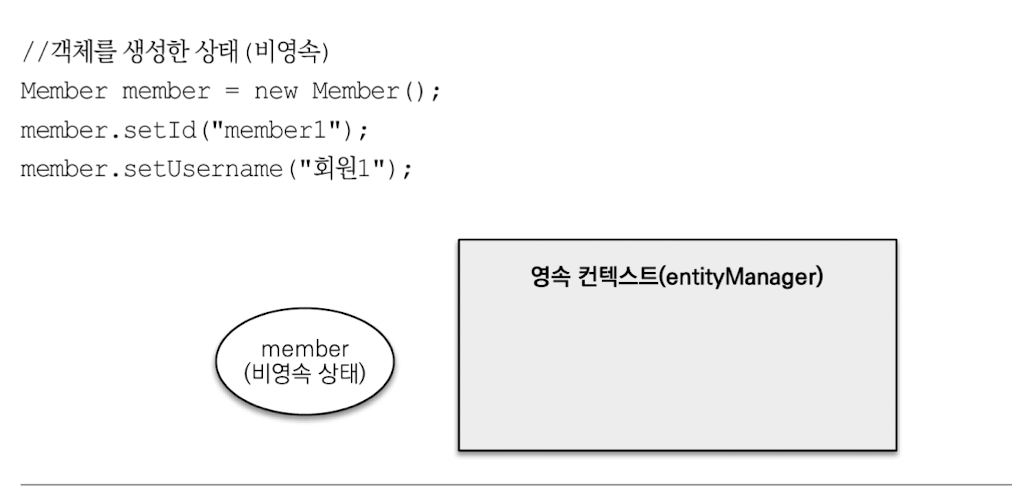 //객체를 생성한 상태(비영속)
Member member = new Member();
member.setId("member1");
member.setUsername("회원1");
영속 컨텍스트(entityManager)
member
(비영속 상태)